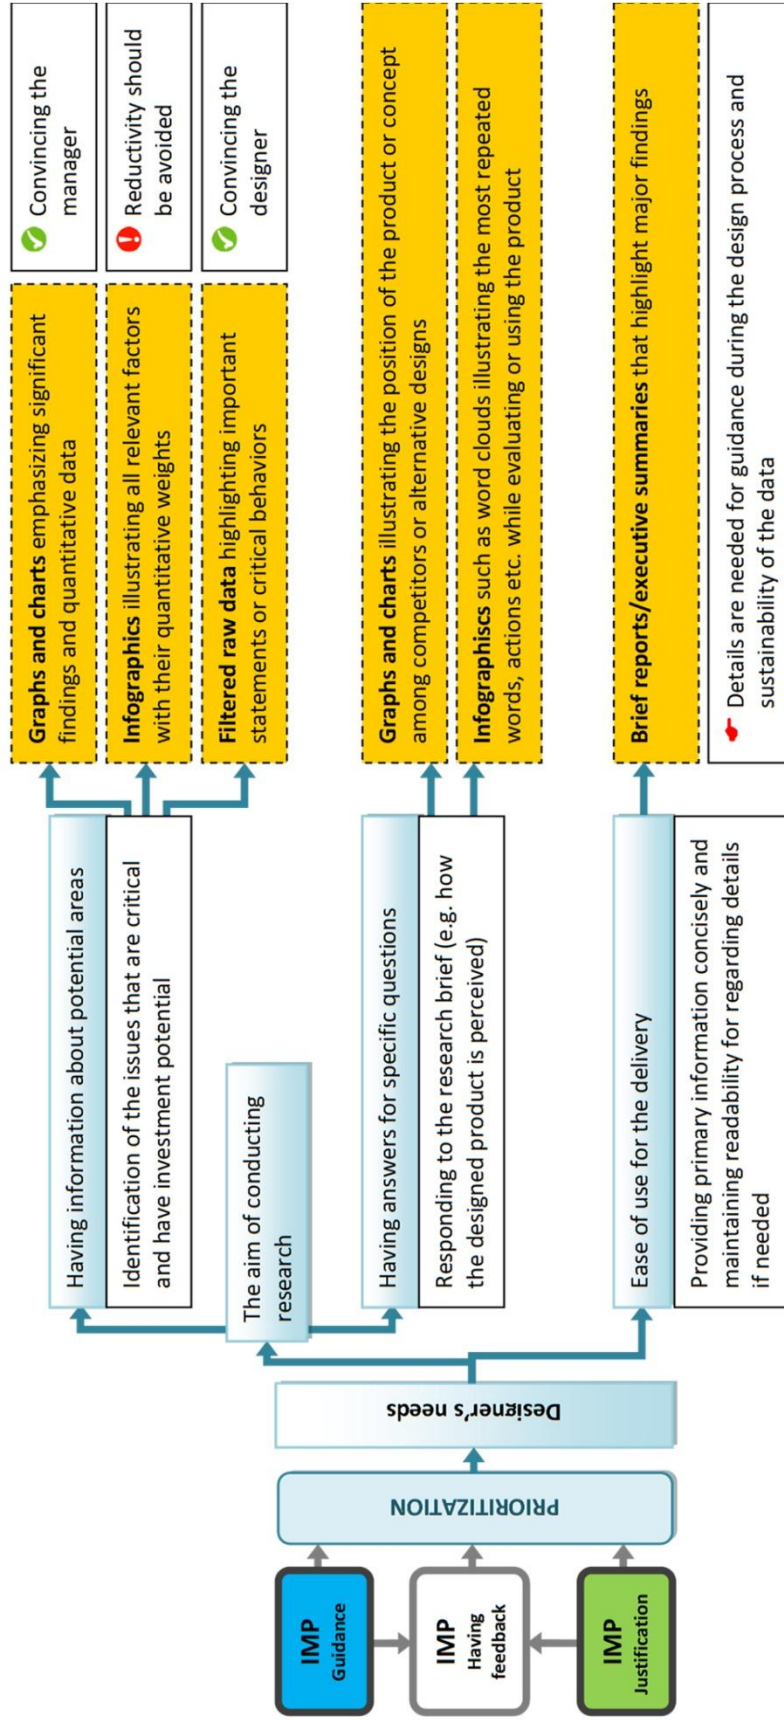 IMP
Guidance
IMP
Having
feedback
IMP
Justification
PRIORITIZATION
Designer's needs
The aim of conducting
research
Having information about potential areas
Identification of the issues that are critical
and have investment potential
Graphs and charts emphasizing significant
findings and quantitative data
Convincing the
manager
Infographics illustrating all relevant factors
with their quantitative weights
Reductivity should
be avoided
Filtered raw data highlighting important
statements or critical behaviors
Convincing the
designer
Having answers for specific questions
Responding to the research brief (e.g. how
the designed product is perceived)
Graphs and charts illustrating the position of the product or concept
among competitors or alternative designs
Infographiscs such as word clouds illustrating the most repeated
words, actions etc. while evaluating or using the product
Ease of use for the delivery
Providing primary information concisely and
maintaining readability for regarding details
if needed
Brief reports/executive summaries that highlight major findings
Details are needed for guidance during the design process and
sustainability of the data